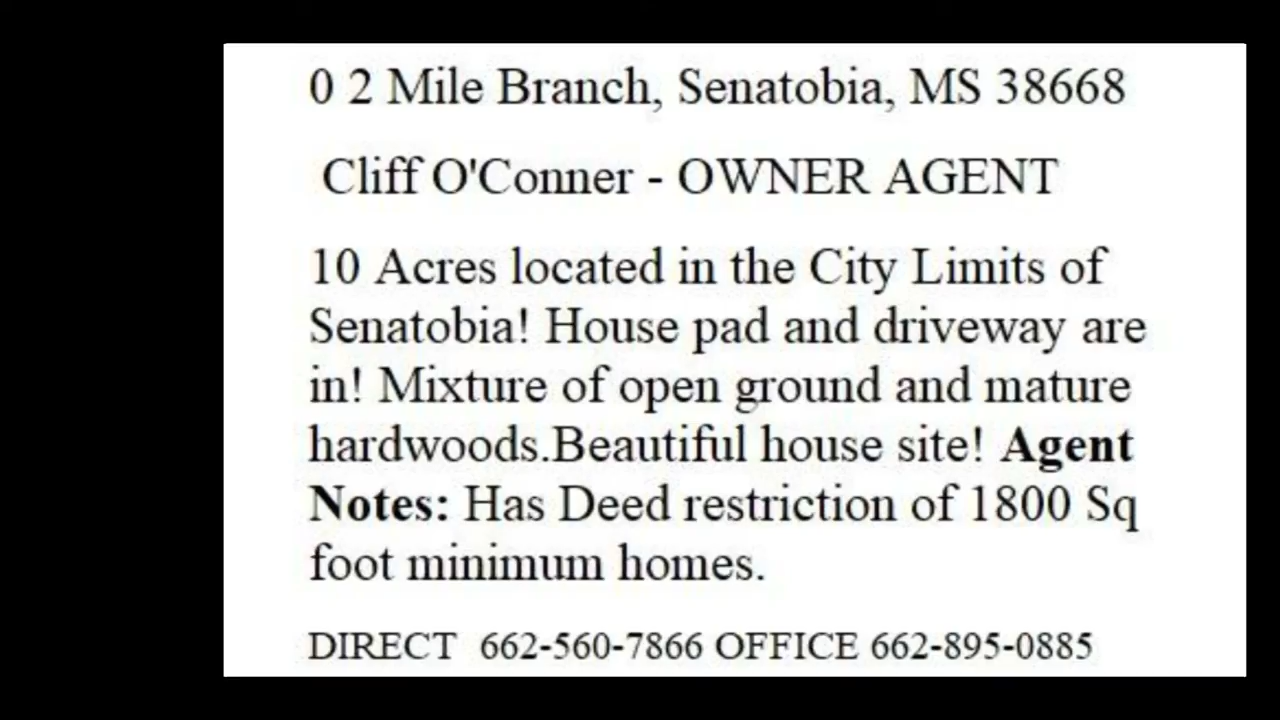 0 2 Mile Branch, Senatobia, MS 38668
Cliff O'Conner - OWNER AGENT
10 Acres located in the City Limits of
Senatobia! House pad and driveway are
in! Mixture of open ground and mature
hardwoods.Beautiful house site! Agent
Notes: Has Deed restriction of 1800 Sq
foot minimum homes.
DIRECT  662-560-7866 OFFICE 662-895-0885